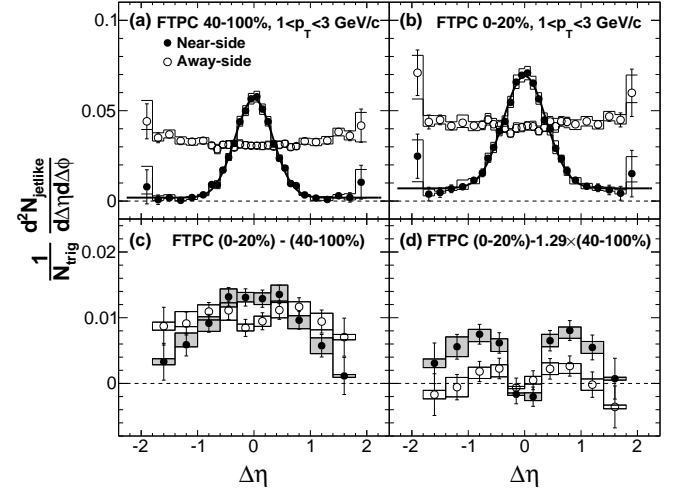 (a) FTPC 40-100%, 1<p_T<3 GeV/c
Near-side
Away-side
(b) FTPC 0-20%, 1<p_T<3 GeV/c
0.1
0.05
0
1/N_trig d²N_jetlike/dΔηdΔϕ
(c) FTPC (0-20%) - (40-100%)
(d) FTPC (0-20%)-1.29×(40-100%)
0.02
0.01
0
-2 -1 0 1 2
-2 -1 0 1 2
Δη
Δη